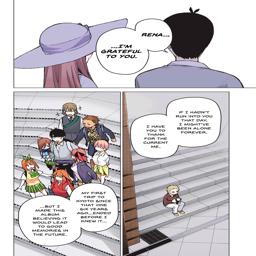 RENA...
...I'M
GRATEFUL
TO YOU.
IF I HADN'T
RUN INTO
YOU THAT
DAY, I
MIGHT'VE
BEEN ALONE
FOREVER.
I HAVE
YOU TO
THANK
FOR THE
CURRENT
ME.
MY FIRST
TRIP TO
KYOTO SINCE
THAT ONE
SIX YEARS
AGO...ENDED
BEFORE I
KNEW IT...
...BUT I
MADE THIS
ALBUM
BELIEVING IT
WOULD LEAD
TO GOOD
MEMORIES IN
THE FUTURE.